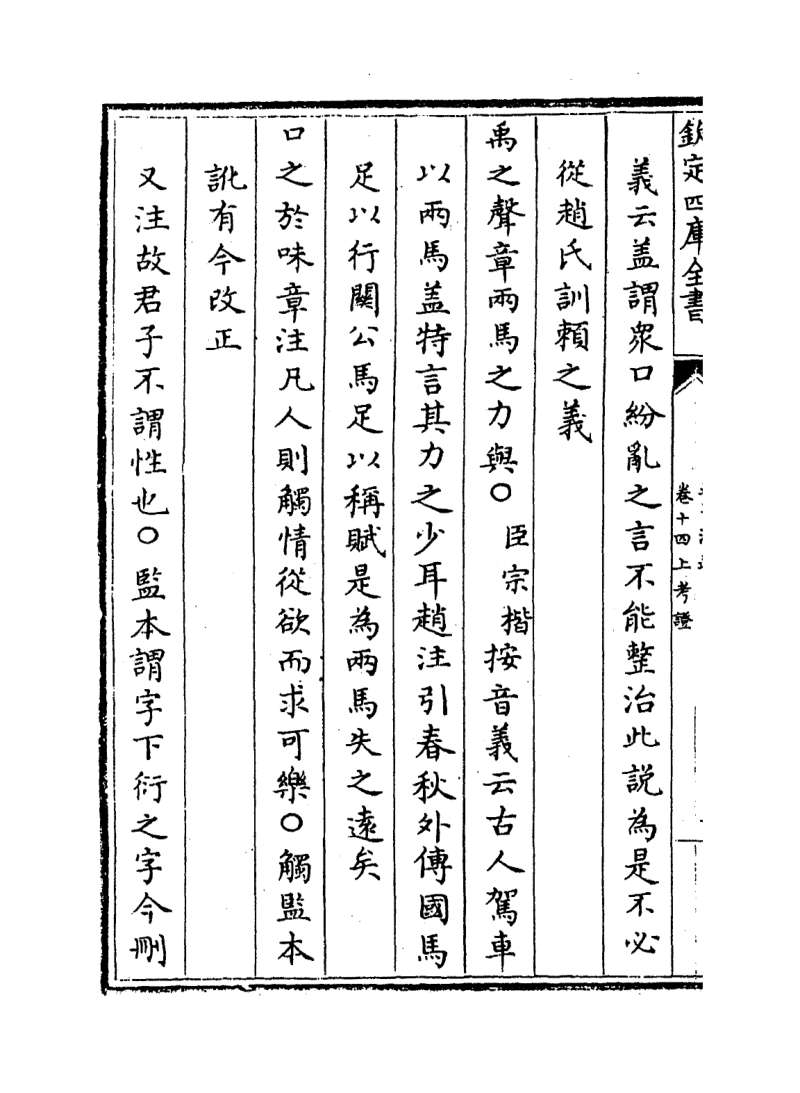 欽定四庫全書
卷十四上考證
義云盖謂衆口紛亂之言不能整治此説為是不必
從趙氏訓賴之義
禹之聲章兩馬之力與○臣宗楷按音義云古人駕車
以兩馬盖特言其力之少耳趙注引春秋外傳國馬
足以行關公馬足以稱賦是為兩馬失之遠矣
口之於味章注凡人則觸情從欲而求可樂○觸監本
訛有今改正
又注故君子不謂性也○監本謂字下衍之字今刪